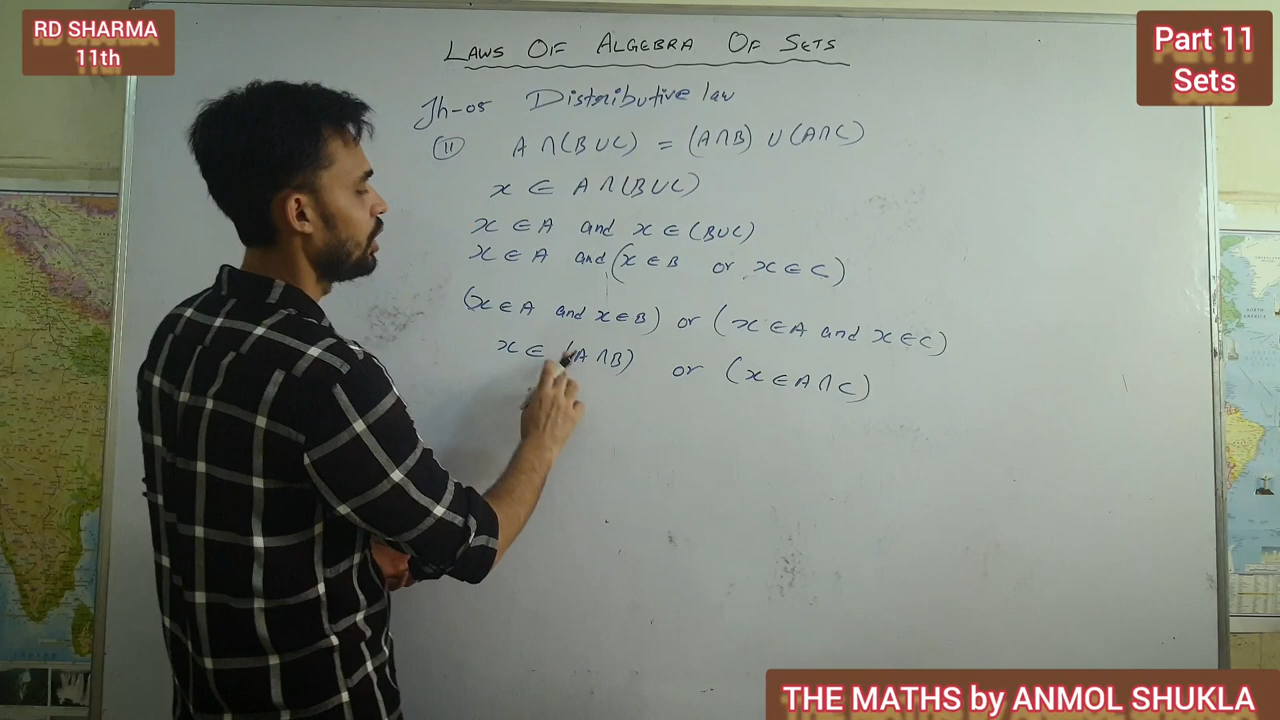 RD SHARMA
11th
Part 11
Sets
LAWS OF ALGEBRA OF SETS
Th-05 Distributive law
(11) A ∩ (B ∪ C) = (A ∩ B) ∪ (A ∩ C)
x ∈ A ∩ (B ∪ C)
x ∈ A and x ∈ (B ∪ C)
x ∈ A and (x ∈ B or x ∈ C)
(x ∈ A and x ∈ B) or (x ∈ A and x ∈ C)
x ∈ (A ∩ B) or (x ∈ A ∩ C)
THE MATHS by ANMOL SHUKLA